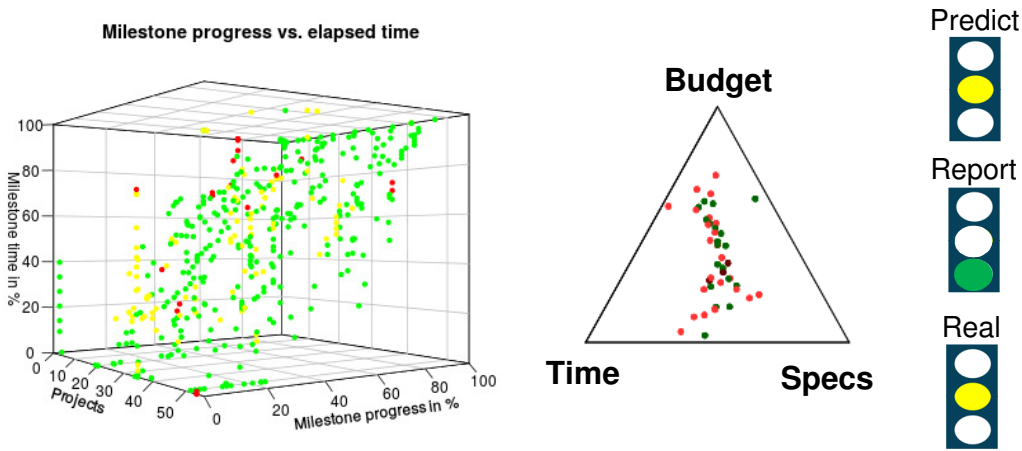 Milestone progress vs. elapsed time
Milestone time in %
100
80
60
40
20
0
0
10
20
30
40
50
Projects
0
20
40
60
80
100
Milestone progress in %
Budget
Time
Specs
Predict
Report
Real